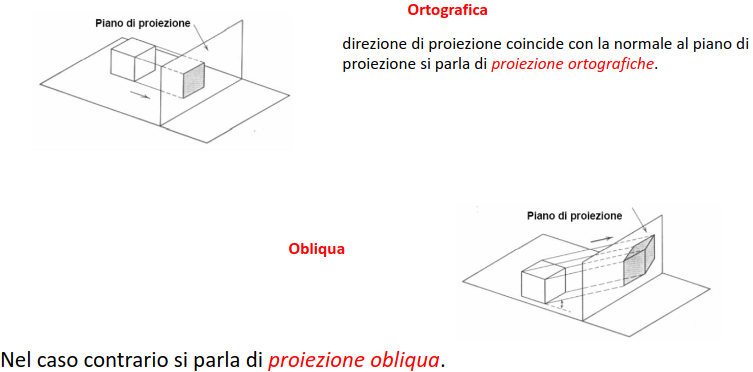 Ortografica
Piano di proiezione
direzione di proiezione coincide con la normale al piano di
proiezione si parla di proiezione ortografiche.
Piano di proiezione
Obliqua
Nel caso contrario si parla di proiezione obliqua.